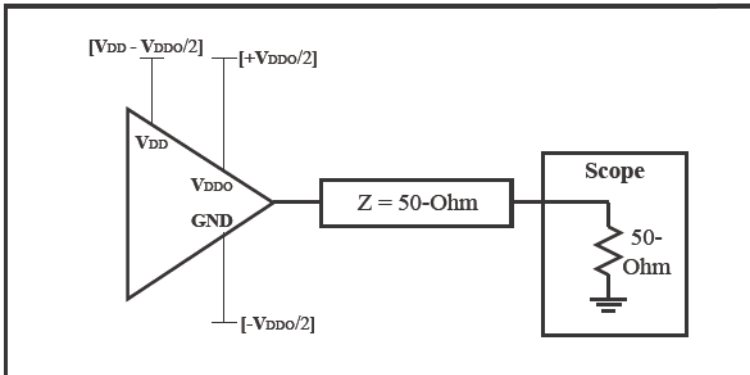 [VDD - VDDO/2]
[+VDDO/2]
VDD
VDDO
GND
Z = 50-Ohm
Scope
50-
Ohm
[-VDDO/2]